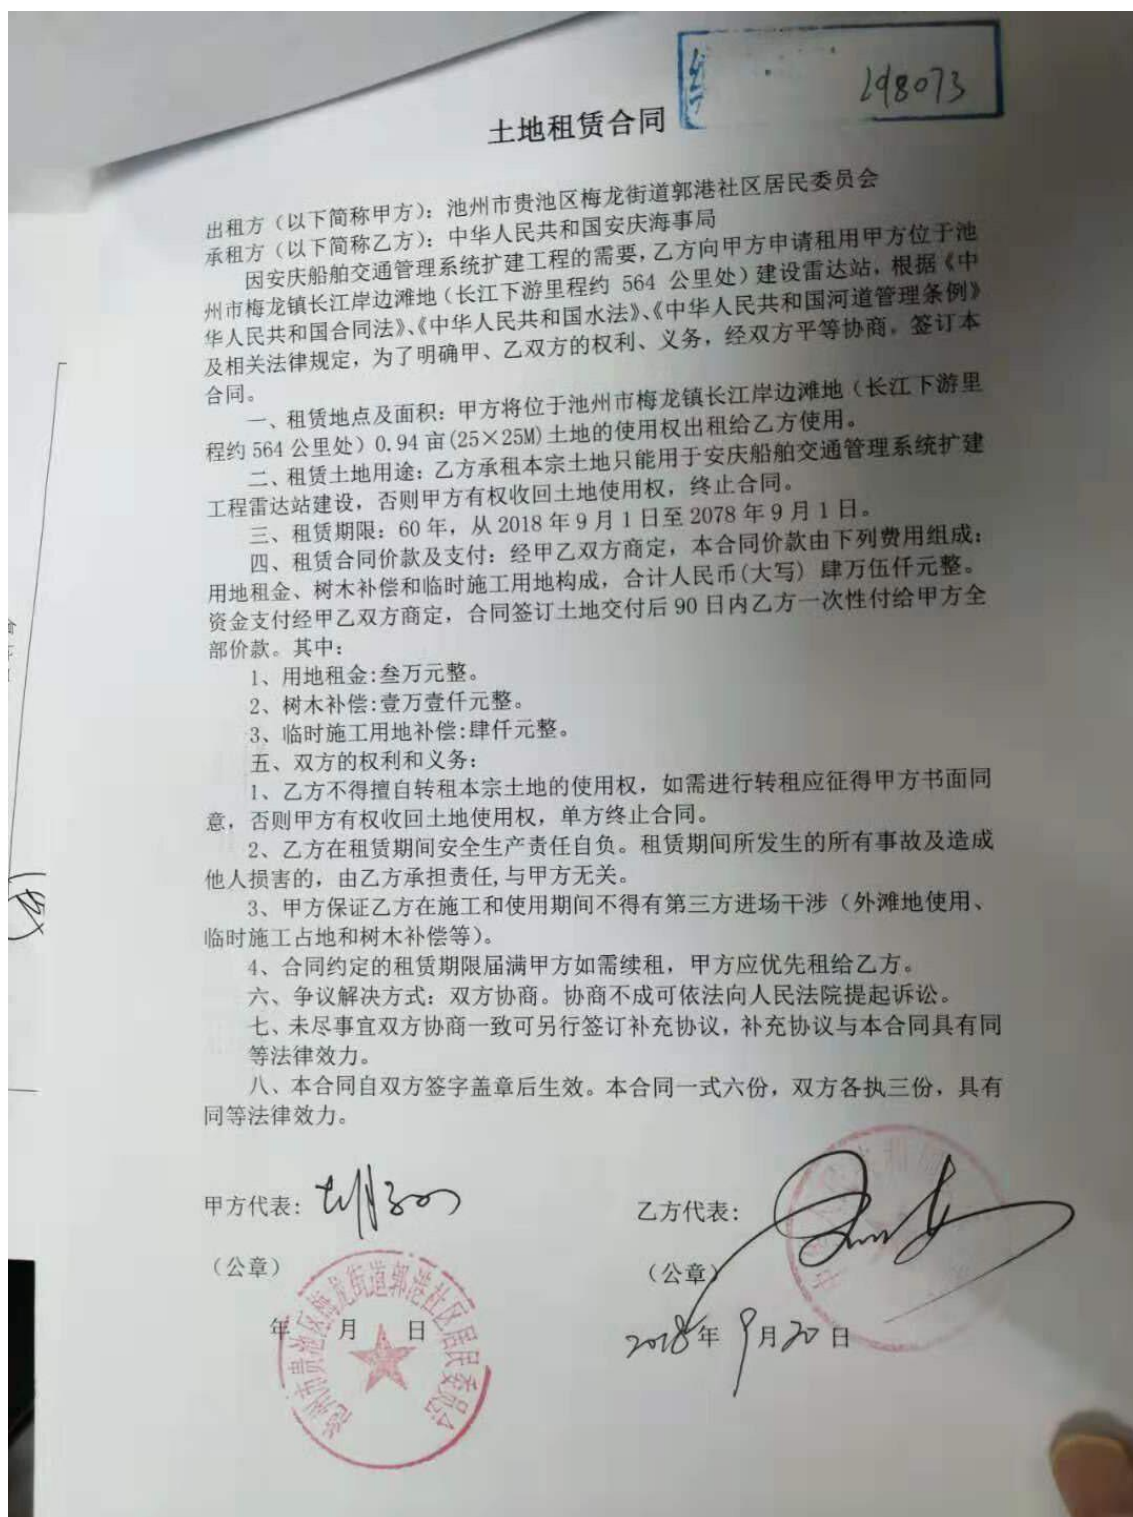 198073
土地租赁合同
出租方（以下简称甲方）：池州市贵池区梅龙街道郭港社区居民委员会
承租方（以下简称乙方）：中华人民共和国安庆海事局
因安庆船舶交通管理系统扩建工程的需要，乙方向甲方申请租用甲方位于池
州市梅龙镇长江岸边滩地（长江下游里程约 564 公里处）建设雷达站，根据《中
华人民共和国合同法》、《中华人民共和国水法》、《中华人民共和国河道管理条例》
及相关法律规定，为了明确甲、乙双方的权利、义务，经双方平等协商，签订本
合同。
一、租赁地点及面积：甲方将位于池州市梅龙镇长江岸边滩地（长江下游里
程约 564 公里处）0.94 亩(25×25M)土地的使用权出租给乙方使用。
二、租赁土地用途：乙方承租本宗土地只能用于安庆船舶交通管理系统扩建
工程雷达站建设，否则甲方有权收回土地使用权，终止合同。
三、租赁期限：60 年，从 2018 年 9 月 1 日至 2078 年 9 月 1 日。
四、租赁合同价款及支付：经甲乙双方商定，本合同价款由下列费用组成：
用地租金、树木补偿和临时施工用地构成，合计人民币(大写) 肆万伍仟元整。
资金支付经甲乙双方商定，合同签订土地交付后 90 日内乙方一次性付给甲方全
部价款。其中：
1、用地租金:叁万元整。
2、树木补偿:壹万壹仟元整。
3、临时施工用地补偿:肆仟元整。
五、双方的权利和义务：
1、乙方不得擅自转租本宗土地的使用权，如需进行转租应征得甲方书面同
意，否则甲方有权收回土地使用权，单方终止合同。
2、乙方在租赁期间安全生产责任自负。租赁期间所发生的所有事故及造成
他人损害的，由乙方承担责任,与甲方无关。
3、甲方保证乙方在施工和使用期间不得有第三方进场干涉（外滩地使用、
临时施工占地和树木补偿等）。
4、合同约定的租赁期限届满甲方如需续租，甲方应优先租给乙方。
六、争议解决方式：双方协商。协商不成可依法向人民法院提起诉讼。
七、未尽事宜双方协商一致可另行签订补充协议，补充协议与本合同具有同
等法律效力。
八、本合同自双方签字盖章后生效。本合同一式六份，双方各执三份，具有
同等法律效力。
甲方代表：
乙方代表：
（公章）
（公章）
年 月 日
2018年 9月20日
池州市贵池区梅龙街道郭港社区居民委员会